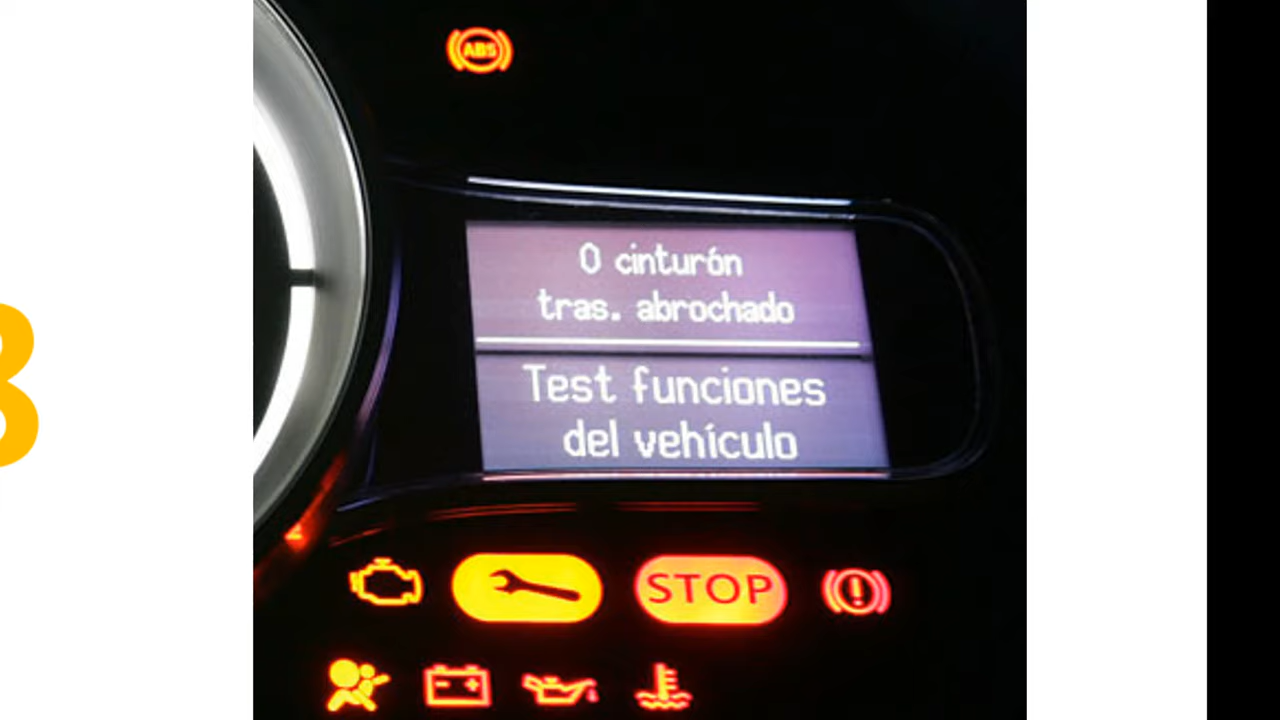 ABS
0 cinturón
tras. abrochado
Test funciones
del vehículo
STOP